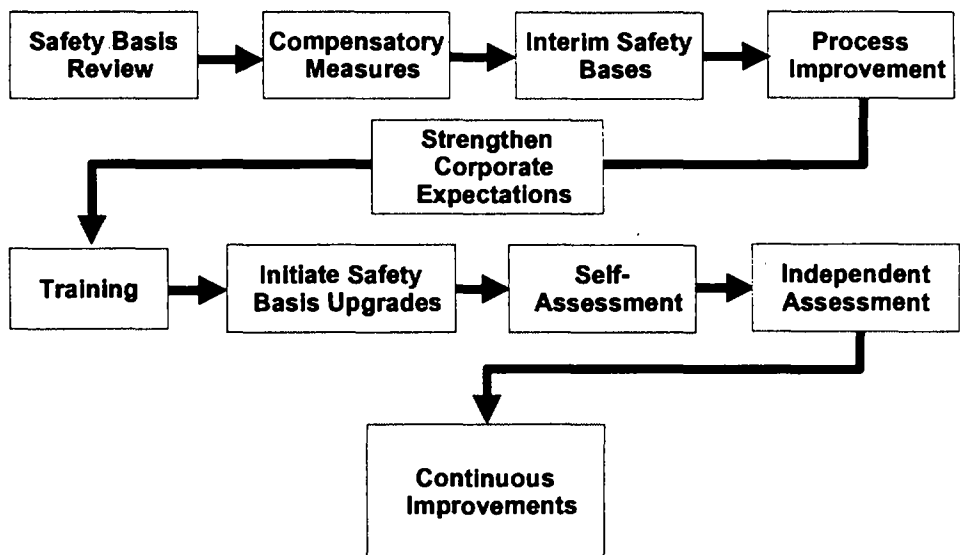 Safety Basis
Review
Compensatory
Measures
Interim Safety
Bases
Process
Improvement
Strengthen
Corporate
Expectations
Training
Initiate Safety
Basis Upgrades
Self-
Assessment
Independent
Assessment
Continuous
Improvements